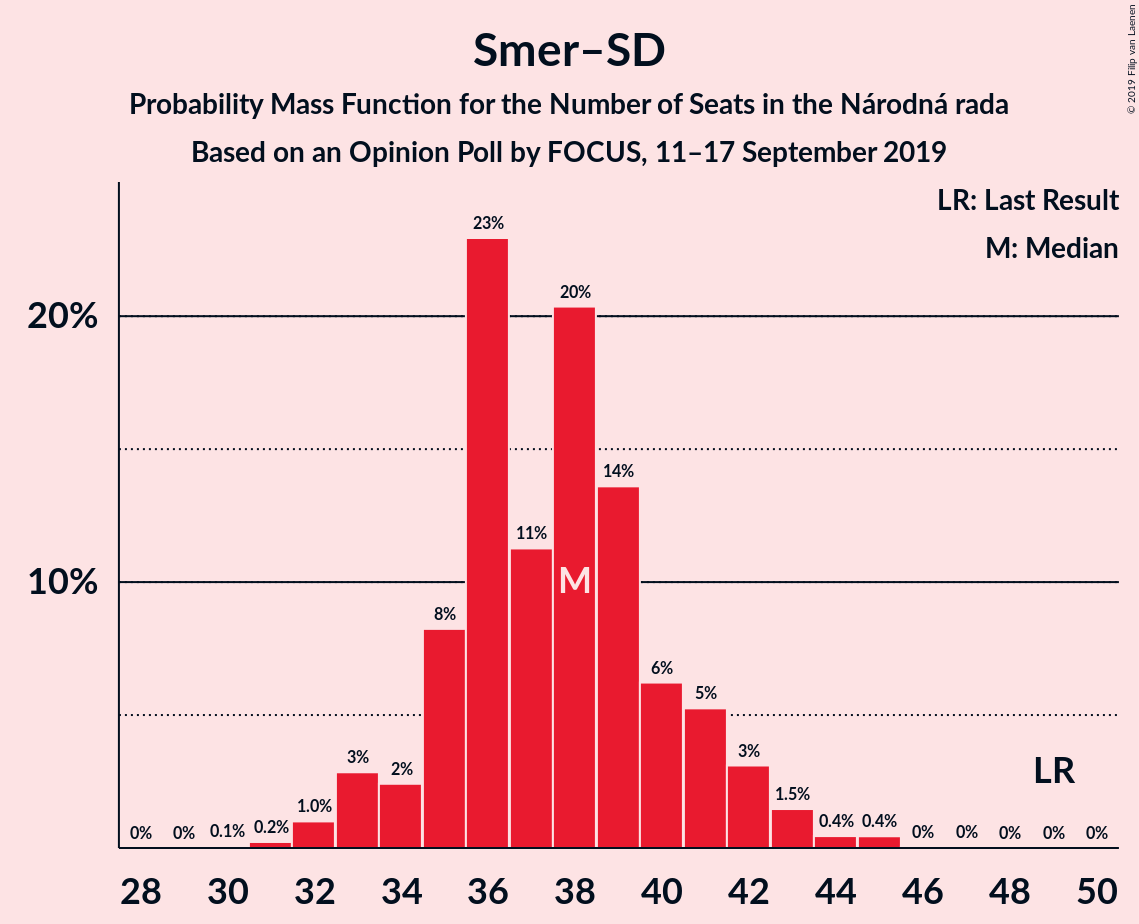 © 2019 Filip van Laenen
Smer–SD
Probability Mass Function for the Number of Seats in the Národná rada
Based on an Opinion Poll by FOCUS, 11–17 September 2019
LR: Last Result
M: Median
20%
10%
0%
0%
0.1%
0.2%
1.0%
3%
2%
8%
23%
11%
20%
14%
6%
5%
3%
1.5%
0.4%
0.4%
0%
0%
0%
0%
0%
M
LR
28 30 32 34 36 38 40 42 44 46 48 50